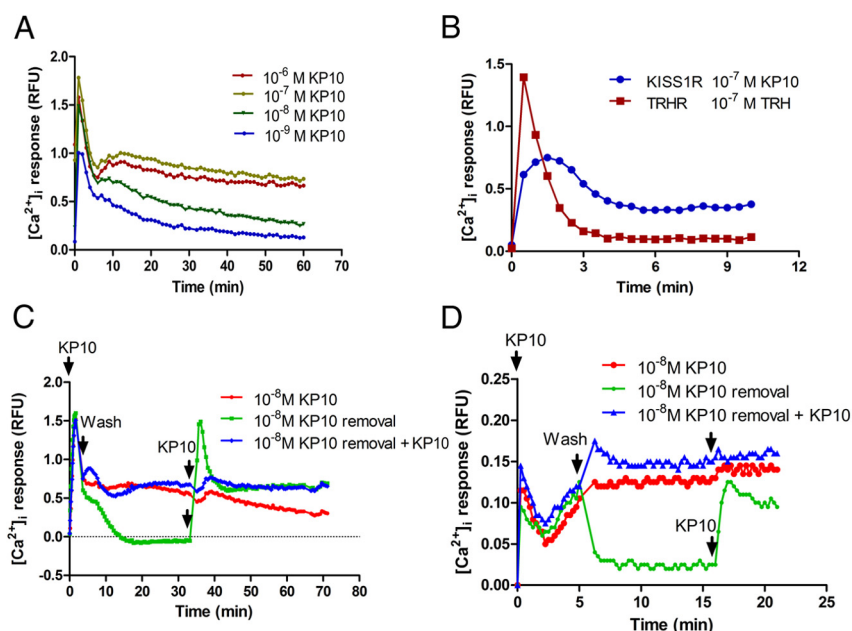 A
[Ca²⁺]ᵢ response (RFU)
2.0
1.5
1.0
0.5
0.0
0 10 20 30 40 50 60 70
Time (min)
10⁻⁶ M KP10
10⁻⁷ M KP10
10⁻⁸ M KP10
10⁻⁹ M KP10
B
[Ca²⁺]ᵢ response (RFU)
1.5
1.0
0.5
0.0
0 3 6 9 12
Time (min)
KISS1R 10⁻⁷ M KP10
TRHR 10⁻⁷ M TRH
C
KP10
[Ca²⁺]ᵢ response (RFU)
2.0
1.5
1.0
0.5
0.0
-0.5
0 10 20 30 40 50 60 70 80
Time (min)
Wash
KP10
10⁻⁸M KP10
10⁻⁸M KP10 removal
10⁻⁸M KP10 removal + KP10
D
KP10
[Ca²⁺]ᵢ response (RFU)
0.25
0.20
0.15
0.10
0.05
0.00
0 5 10 15 20 25
Time (min)
Wash
KP10
10⁻⁸M KP10
10⁻⁸M KP10 removal
10⁻⁸M KP10 removal + KP10